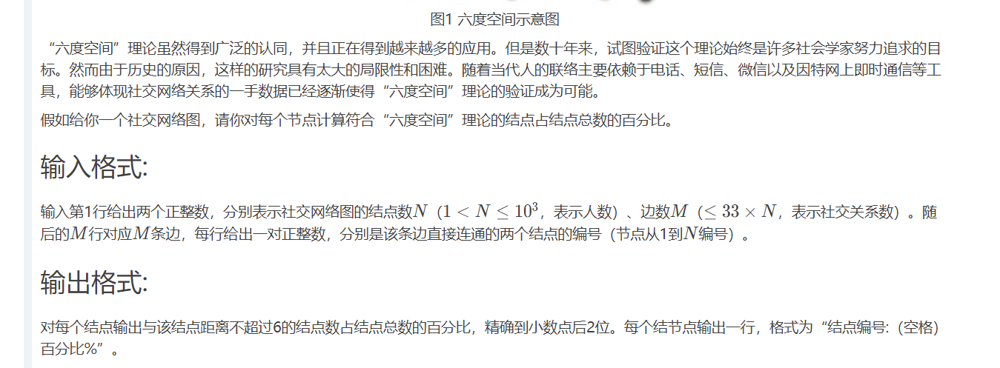 图1 六度空间示意图
“六度空间”理论虽然得到广泛的认同，并且正在得到越来越多的应用。但是数十年来，试图验证这个理论始终是许多社会学家努力追求的目
标。然而由于历史的原因，这样的研究具有太大的局限性和困难。随着当代人的联络主要依赖于电话、短信、微信以及因特网上即时通信等工
具，能够体现社交网络关系的一手数据已经逐渐使得“六度空间”理论的验证成为可能。
假如给你一个社交网络图，请你对每个节点计算符合“六度空间”理论的结点占结点总数的百分比。
输入格式:
输入第1行给出两个正整数，分别表示社交网络图的结点数N（1 < N ≤ 10³，表示人数）、边数M（≤ 33 × N，表示社交关系数）。随
后的M行对应M条边，每行给出一对正整数，分别是该条边直接连通的两个结点的编号（节点从1到N编号）。
输出格式:
对每个结点输出与该结点距离不超过6的结点数占结点总数的百分比，精确到小数点后2位。每个结节点输出一行，格式为“结点编号:（空格）
百分比%”。